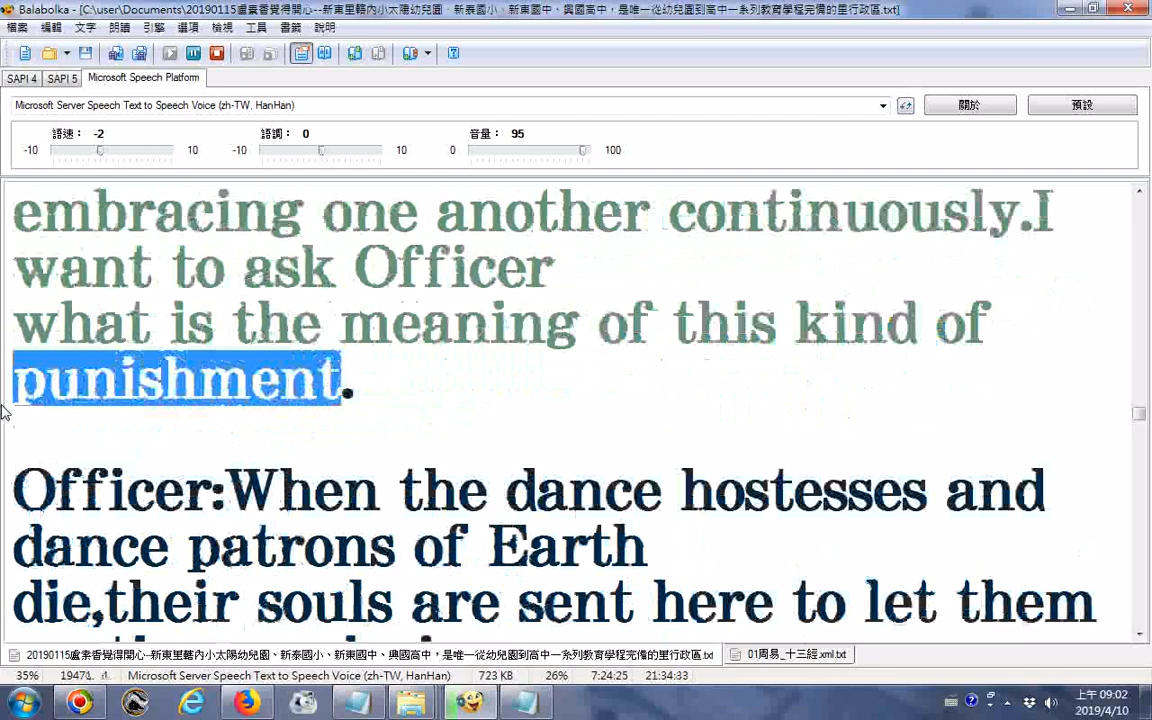 Balabolka - [C:\user\Documents\20190115盧素香覺得開心--新東里轄內小太陽幼兒園、新泰國小、新東國中、興國高中，是唯一從幼兒園到高中一系列教育學程完備的里行政區.txt]
檔案 編輯 文字 朗讀 引擎 選項 檢視 工具 書籤 說明
SAPI 4 SAPI 5 Microsoft Speech Platform
Microsoft Server Speech Text to Speech Voice (zh-TW, HanHan) 關於 預設
語速： -2 語調： 0 音量： 95
-10 10 -10 10 0 100
embracing one another continuously.I
want to ask Officer
what is the meaning of this kind of
punishment.
Officer:When the dance hostesses and
dance patrons of Earth
die,their souls are sent here to let them
20190115盧素香覺得開心--新東里轄內小太陽幼兒園、新泰國小、新東國中、興國高中，是唯一從幼兒園到高中一系列教育學程完備的里行政區.txt 01周易_十三經.xml.txt
35% Microsoft Server Speech Text to Speech Voice (zh-TW, HanHan) 723 KB 26% 7:24:25 21:34:33
上午 09:02
2019/4/10